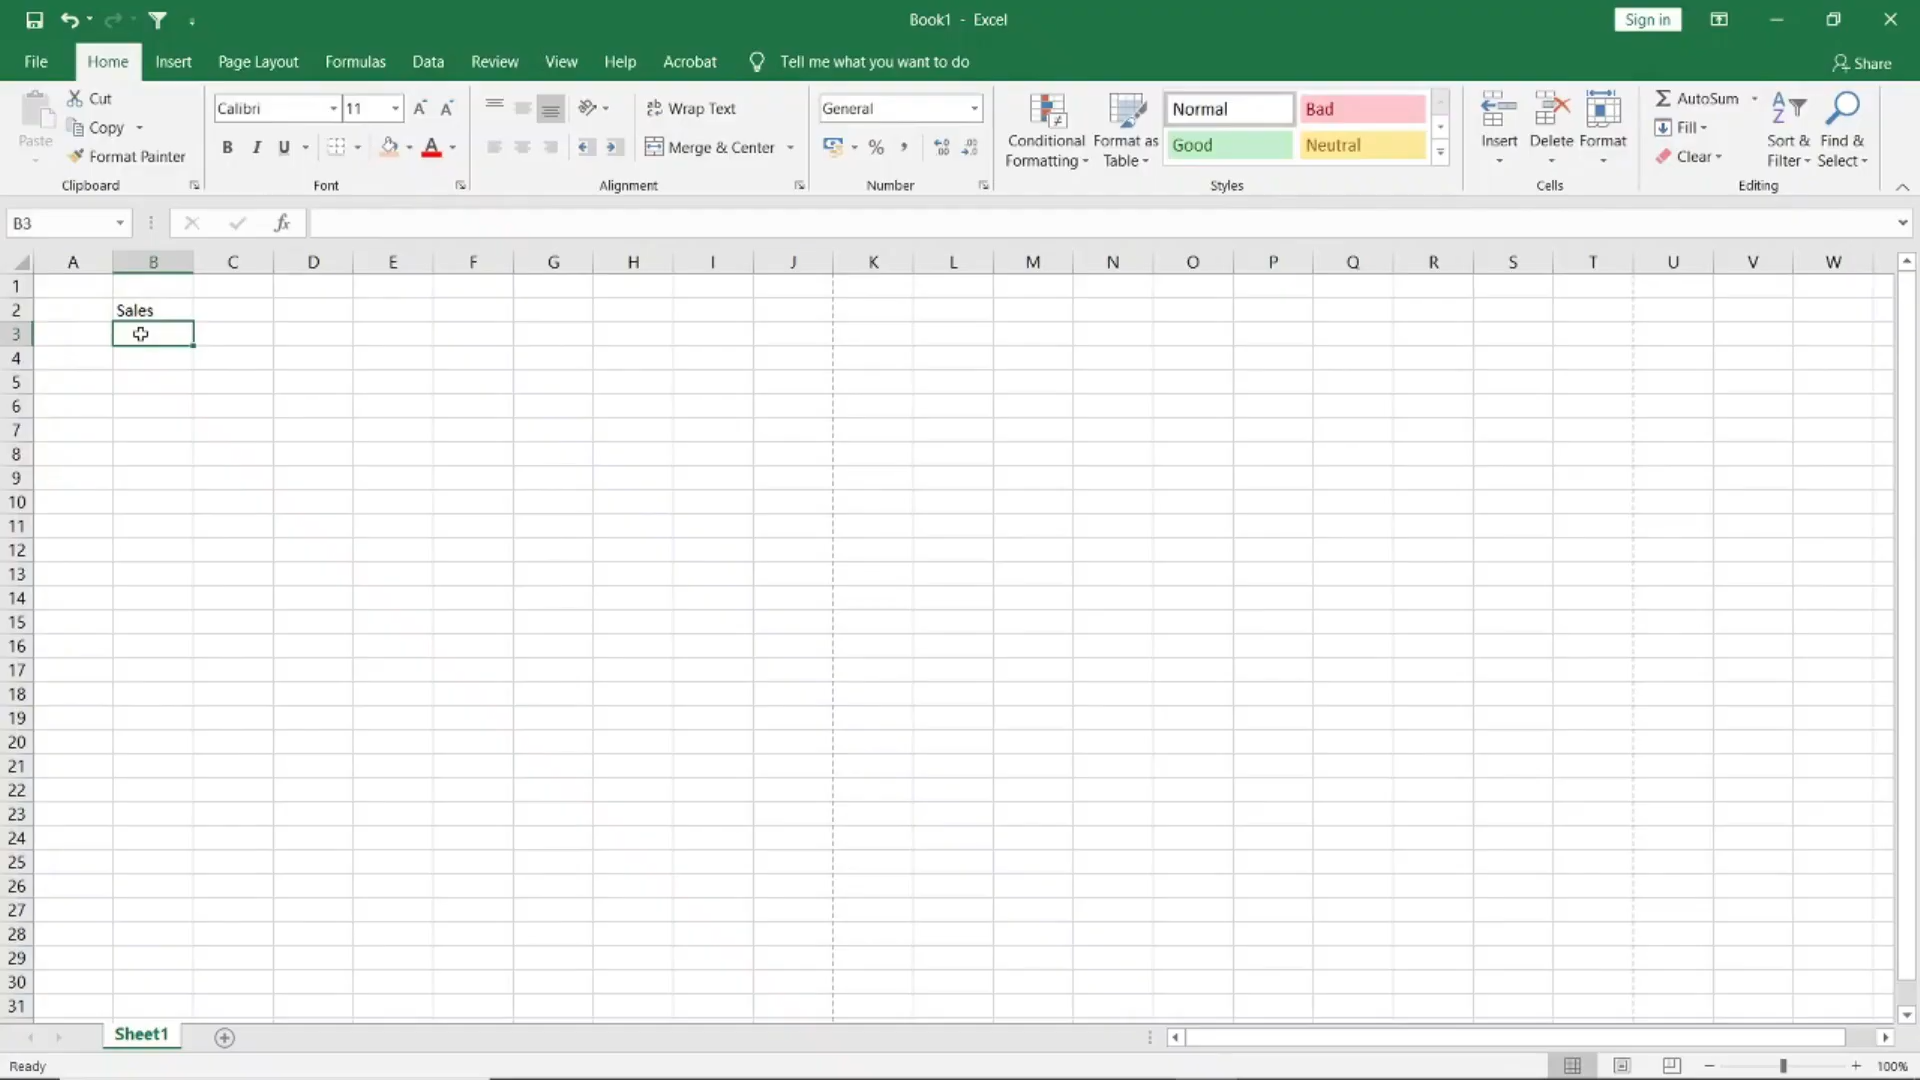 Book1 - Excel
Sign in
File Home Insert Page Layout Formulas Data Review View Help Acrobat Tell me what you want to do Share
Paste
Cut
Copy
Format Painter
Clipboard
Calibri 11
B I U A
Font
Wrap Text
Merge & Center
Alignment
General
% ,
Number
Conditional Formatting
Format as Table
Normal Bad
Good Neutral
Styles
Insert Delete Format
Cells
AutoSum
Fill
Clear
Sort & Filter
Find & Select
Editing
B3 fx
A B C D E F G H I J K L M N O P Q R S T U V W
1
2 Sales
3
4
5
6
7
8
9
10
11
12
13
14
15
16
17
18
19
20
21
22
23
24
25
26
27
28
29
30
31
Sheet1
Ready 100%